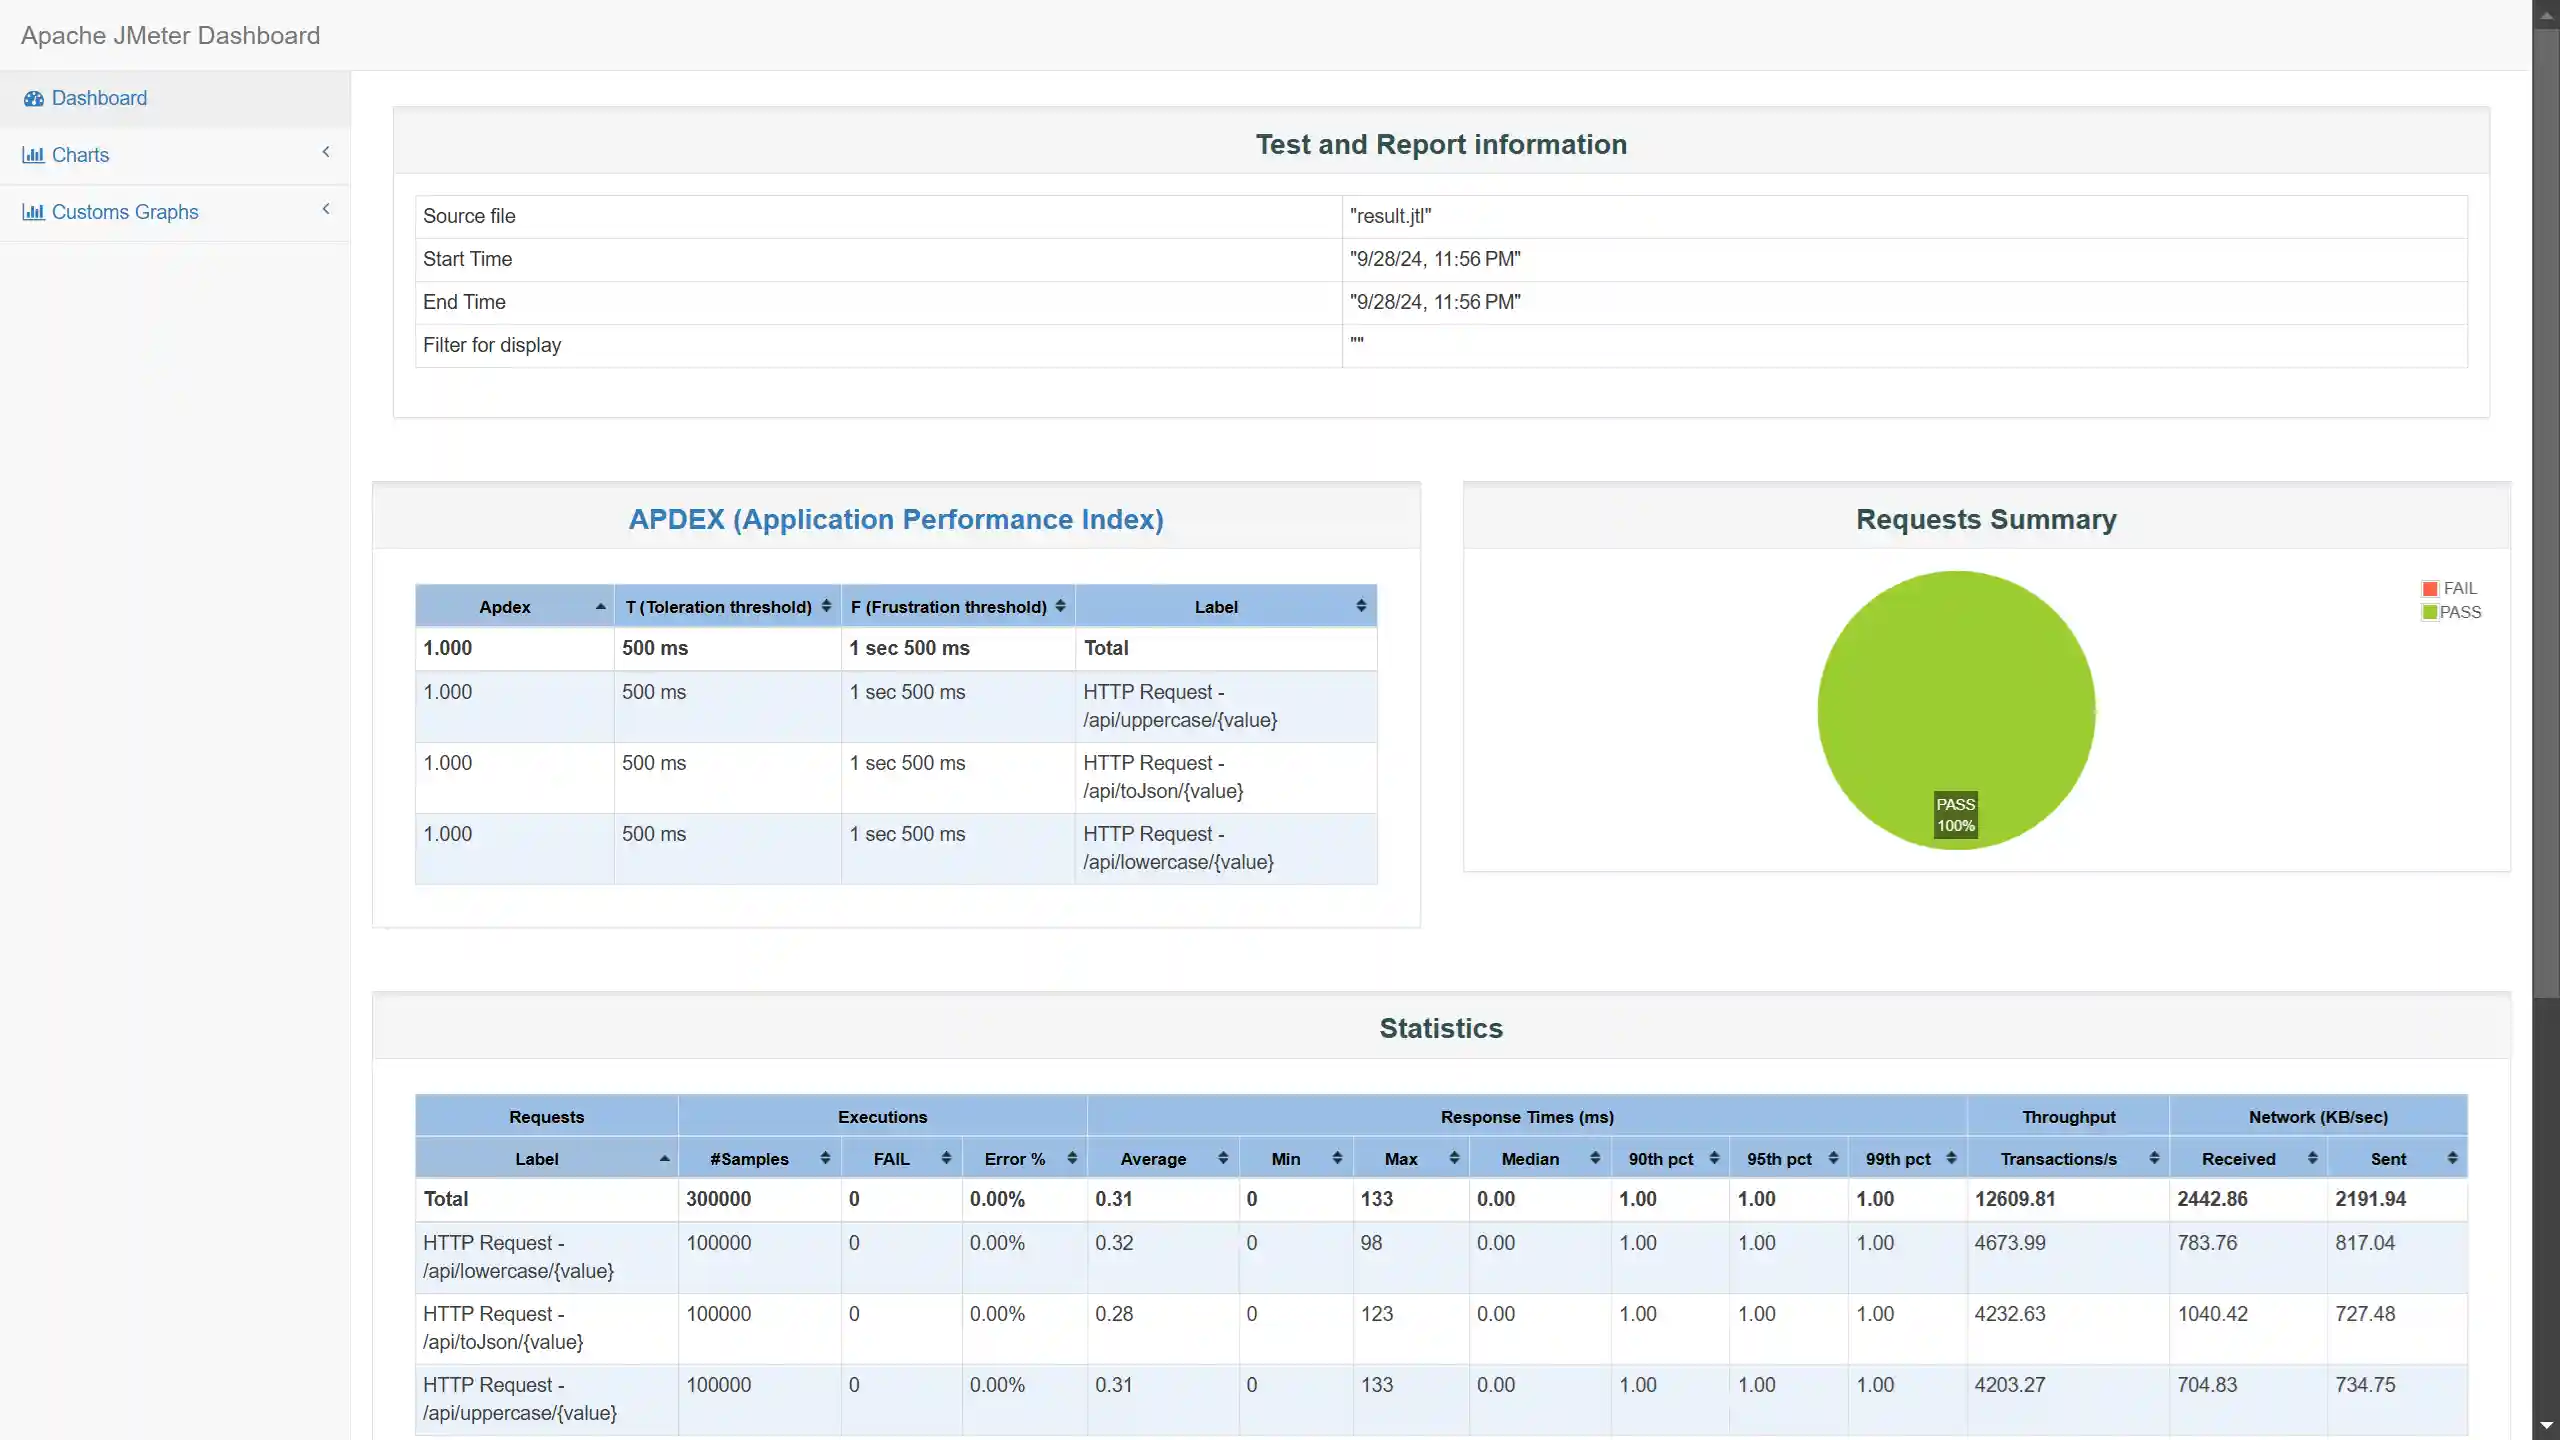 Apache JMeter Dashboard
Dashboard
Charts
Customs Graphs
Test and Report information
Source file "result.jtl"
Start Time "9/28/24, 11:56 PM"
End Time "9/28/24, 11:56 PM"
Filter for display ""
APDEX (Application Performance Index)
Apdex T (Toleration threshold) F (Frustration threshold) Label
1.000 500 ms 1 sec 500 ms Total
1.000 500 ms 1 sec 500 ms HTTP Request -
/api/uppercase/{value}
1.000 500 ms 1 sec 500 ms HTTP Request -
/api/toJson/{value}
1.000 500 ms 1 sec 500 ms HTTP Request -
/api/lowercase/{value}
Requests Summary
FAIL
PASS
PASS
100%
Statistics
Requests Executions Response Times (ms) Throughput Network (KB/sec)
Label #Samples FAIL Error % Average Min Max Median 90th pct 95th pct 99th pct Transactions/s Received Sent
Total 300000 0 0.00% 0.31 0 133 0.00 1.00 1.00 1.00 12609.81 2442.86 2191.94
HTTP Request - 100000 0 0.00% 0.32 0 98 0.00 1.00 1.00 1.00 4673.99 783.76 817.04
/api/lowercase/{value}
HTTP Request - 100000 0 0.00% 0.28 0 123 0.00 1.00 1.00 1.00 4232.63 1040.42 727.48
/api/toJson/{value}
HTTP Request - 100000 0 0.00% 0.31 0 133 0.00 1.00 1.00 1.00 4203.27 704.83 734.75
/api/uppercase/{value}